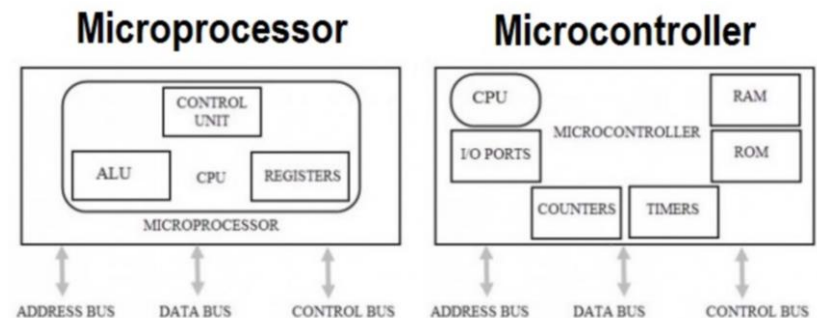 Microprocessor
CONTROL
UNIT
ALU
CPU
REGISTERS
MICROPROCESSOR
ADDRESS BUS
DATA BUS
CONTROL BUS
Microcontroller
CPU
RAM
MICROCONTROLLER
I/O PORTS
ROM
COUNTERS
TIMERS
ADDRESS BUS
DATA BUS
CONTROL BUS